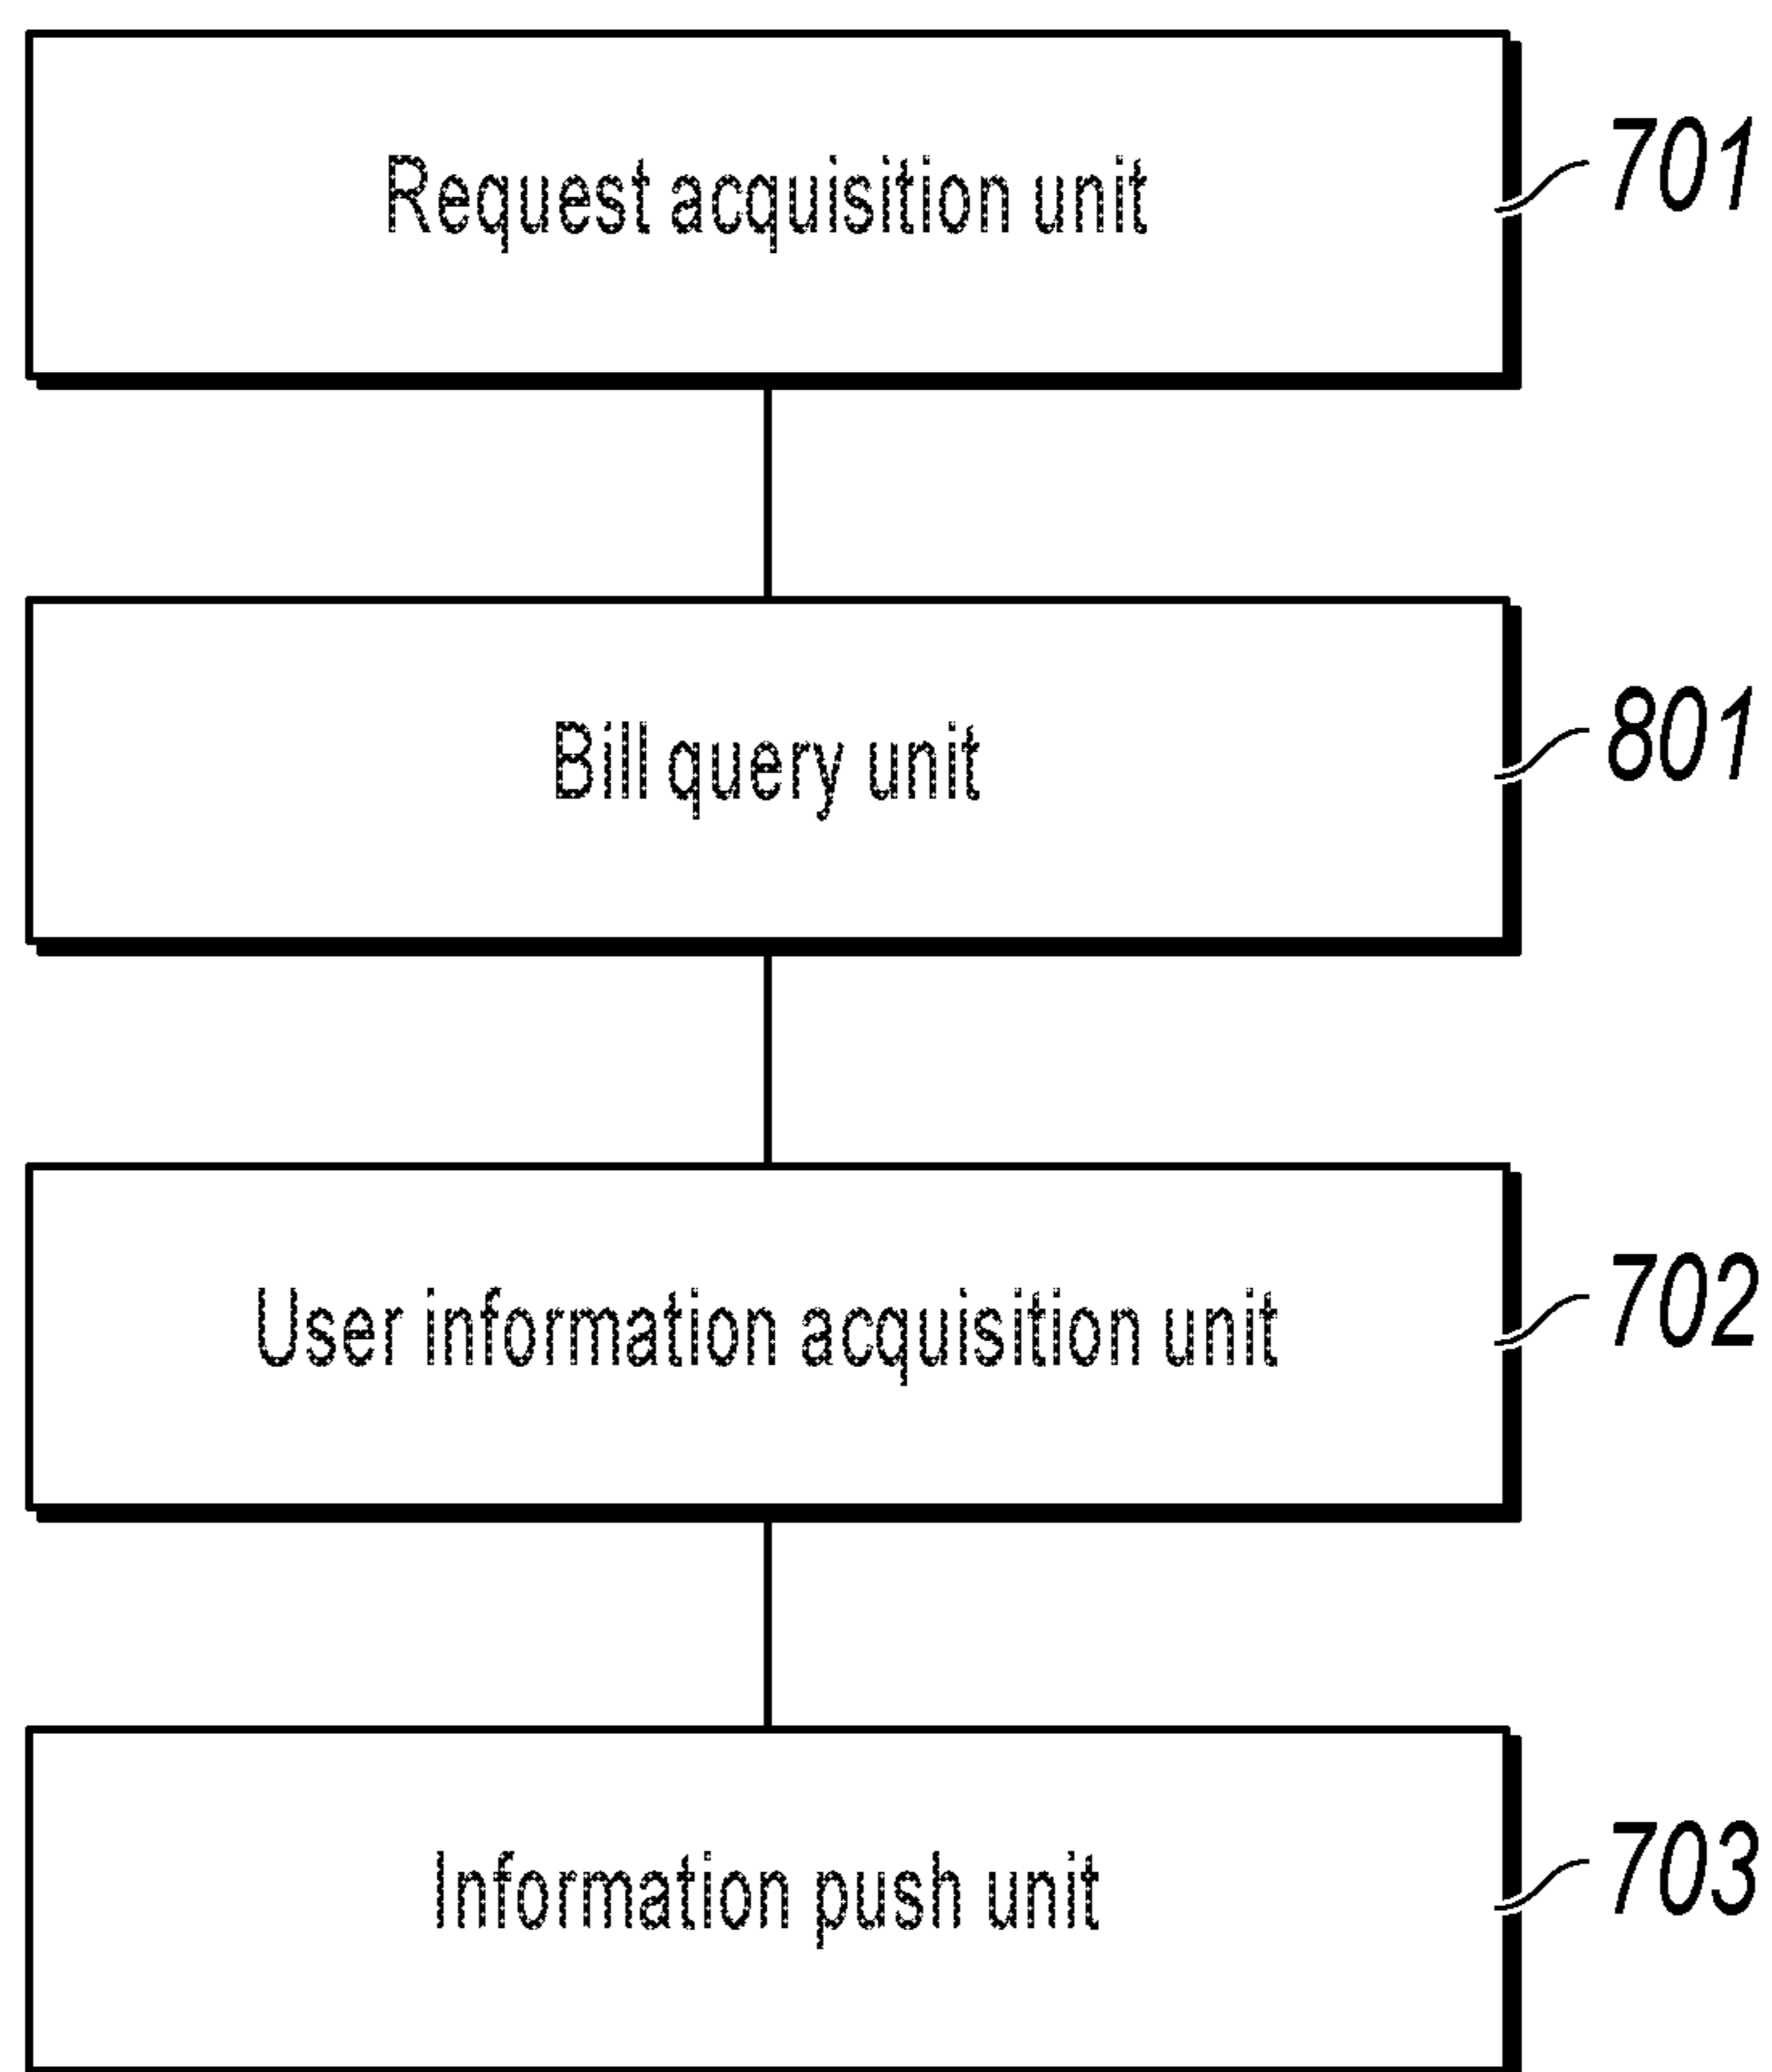 Request acquisition unit
701
Bill query unit
801
User information acquisition unit
702
Information push unit
703